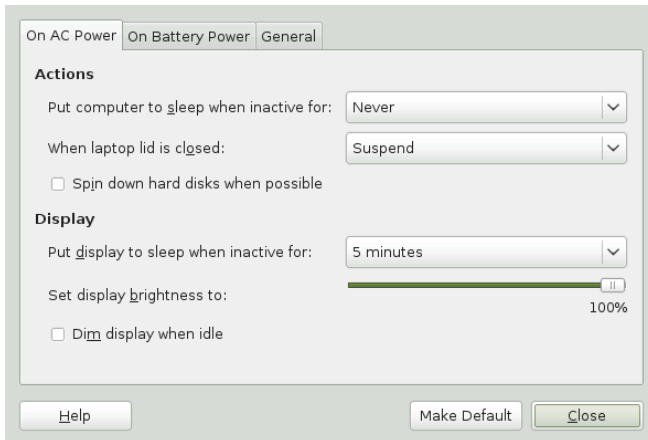 On AC Power On Battery Power General
Actions
Put computer to sleep when inactive for: Never
When laptop lid is closed: Suspend
Spin down hard disks when possible
Display
Put display to sleep when inactive for: 5 minutes
Set display brightness to:
100%
Dim display when idle
Help Make Default Close